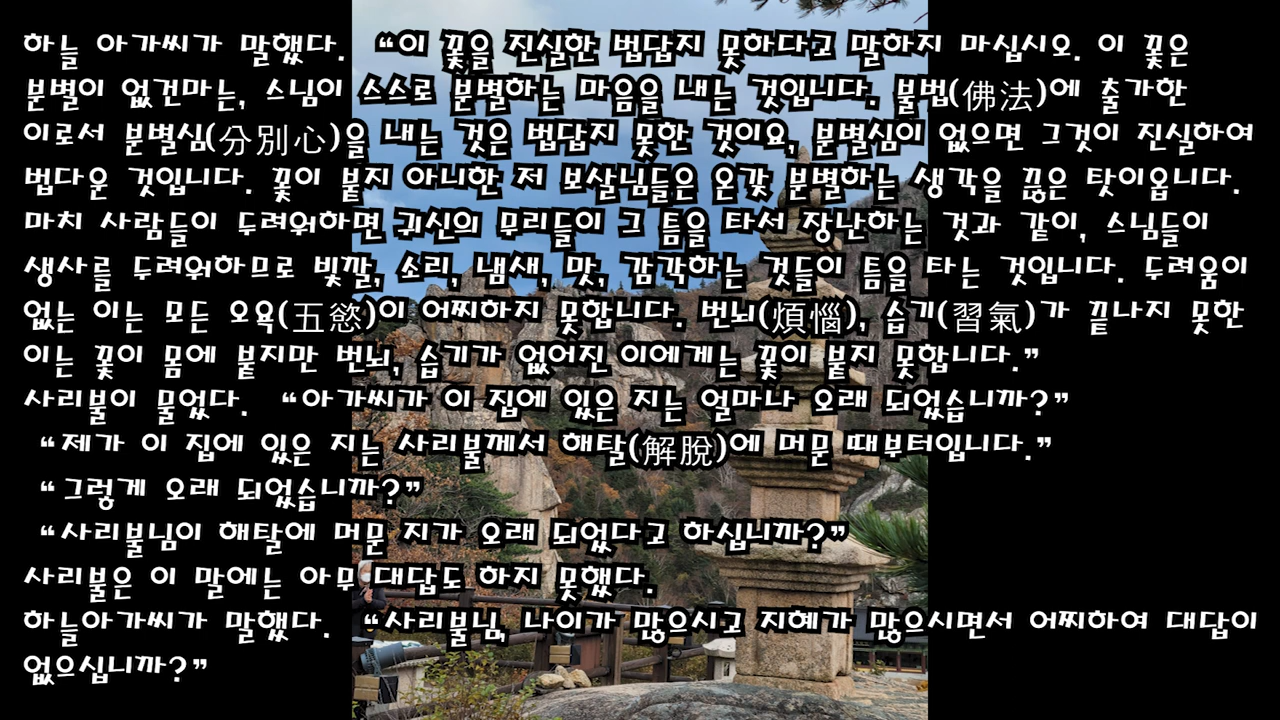 하늘 아가씨가 말했다. “이 꽃을 진실한 법답지 못하다고 말하지 마십시오. 이 꽃은
분별이 없건마는, 스님이 스스로 분별하는 마음을 내는 것입니다. 불법(佛法)에 출가한
이로서 분별심(分別心)을 내는 것은 법답지 못한 것이요, 분별심이 없으면 그것이 진실하여
법다운 것입니다. 꽃이 붙지 아니한 저 보살님들은 온갖 분별하는 생각을 끊은 탓이옵니다.
마치 사람들이 두려워하면 귀신의 무리들이 그 틈을 타서 장난하는 것과 같이, 스님들이
생사를 두려워하므로 빛깔, 소리, 냄새, 맛, 감각하는 것들이 틈을 타는 것입니다. 두려움이
없는 이는 모든 오욕(五慾)이 어찌하지 못합니다. 번뇌(煩惱), 습기(習氣)가 끝나지 못한
이는 꽃이 몸에 붙지만 번뇌, 습기가 없어진 이에게는 꽃이 붙지 못합니다.”
사리불이 물었다. “아가씨가 이 집에 있은 지는 얼마나 오래 되었습니까?”
“제가 이 집에 있은 지는 사리불께서 해탈(解脫)에 머문 때부터입니다.”
“그렇게 오래 되었습니까?”
“사리불님이 해탈에 머문 지가 오래 되었다고 하십니까?”
사리불은 이 말에는 아무 대답도 하지 못했다.
하늘아가씨가 말했다. “사리불님, 나이가 많으시고 지혜가 많으시면서 어찌하여 대답이
없으십니까?”